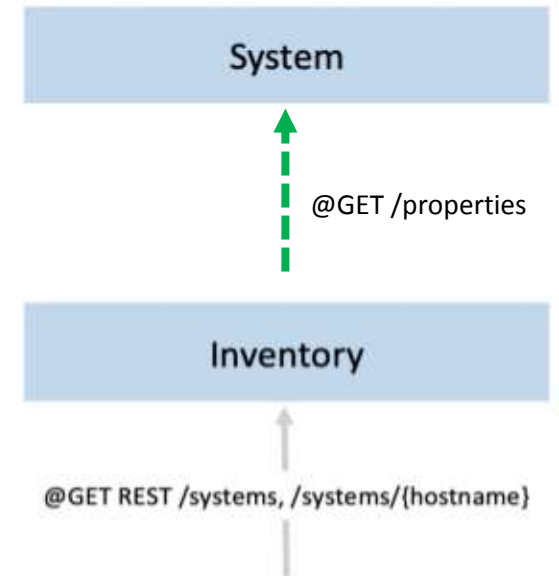 System
@GET /properties
Inventory
@GET REST /systems, /systems/{hostname}